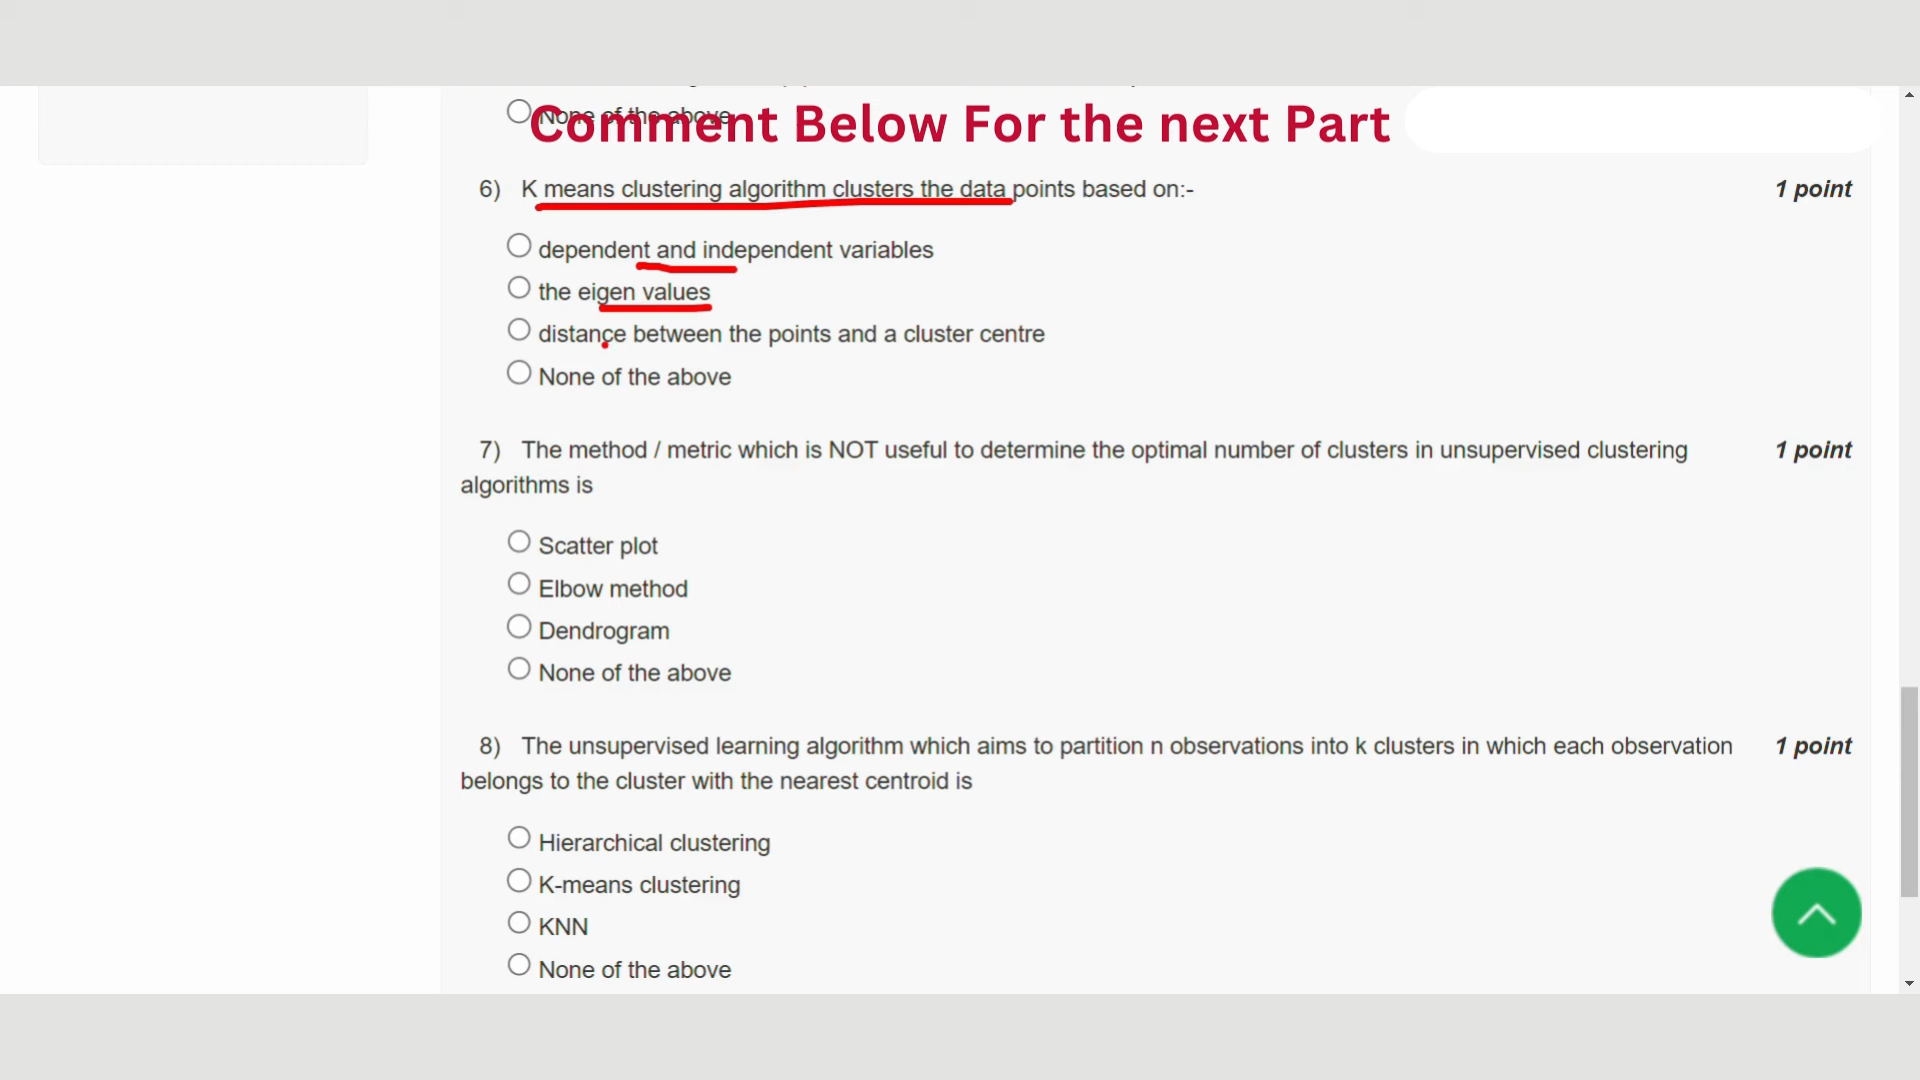 None of the above
Comment Below For the next Part
6) K means clustering algorithm clusters the data points based on:- 1 point
dependent and independent variables
the eigen values
distance between the points and a cluster centre
None of the above
7) The method / metric which is NOT useful to determine the optimal number of clusters in unsupervised clustering 1 point
algorithms is
Scatter plot
Elbow method
Dendrogram
None of the above
8) The unsupervised learning algorithm which aims to partition n observations into k clusters in which each observation 1 point
belongs to the cluster with the nearest centroid is
Hierarchical clustering
K-means clustering
KNN
None of the above